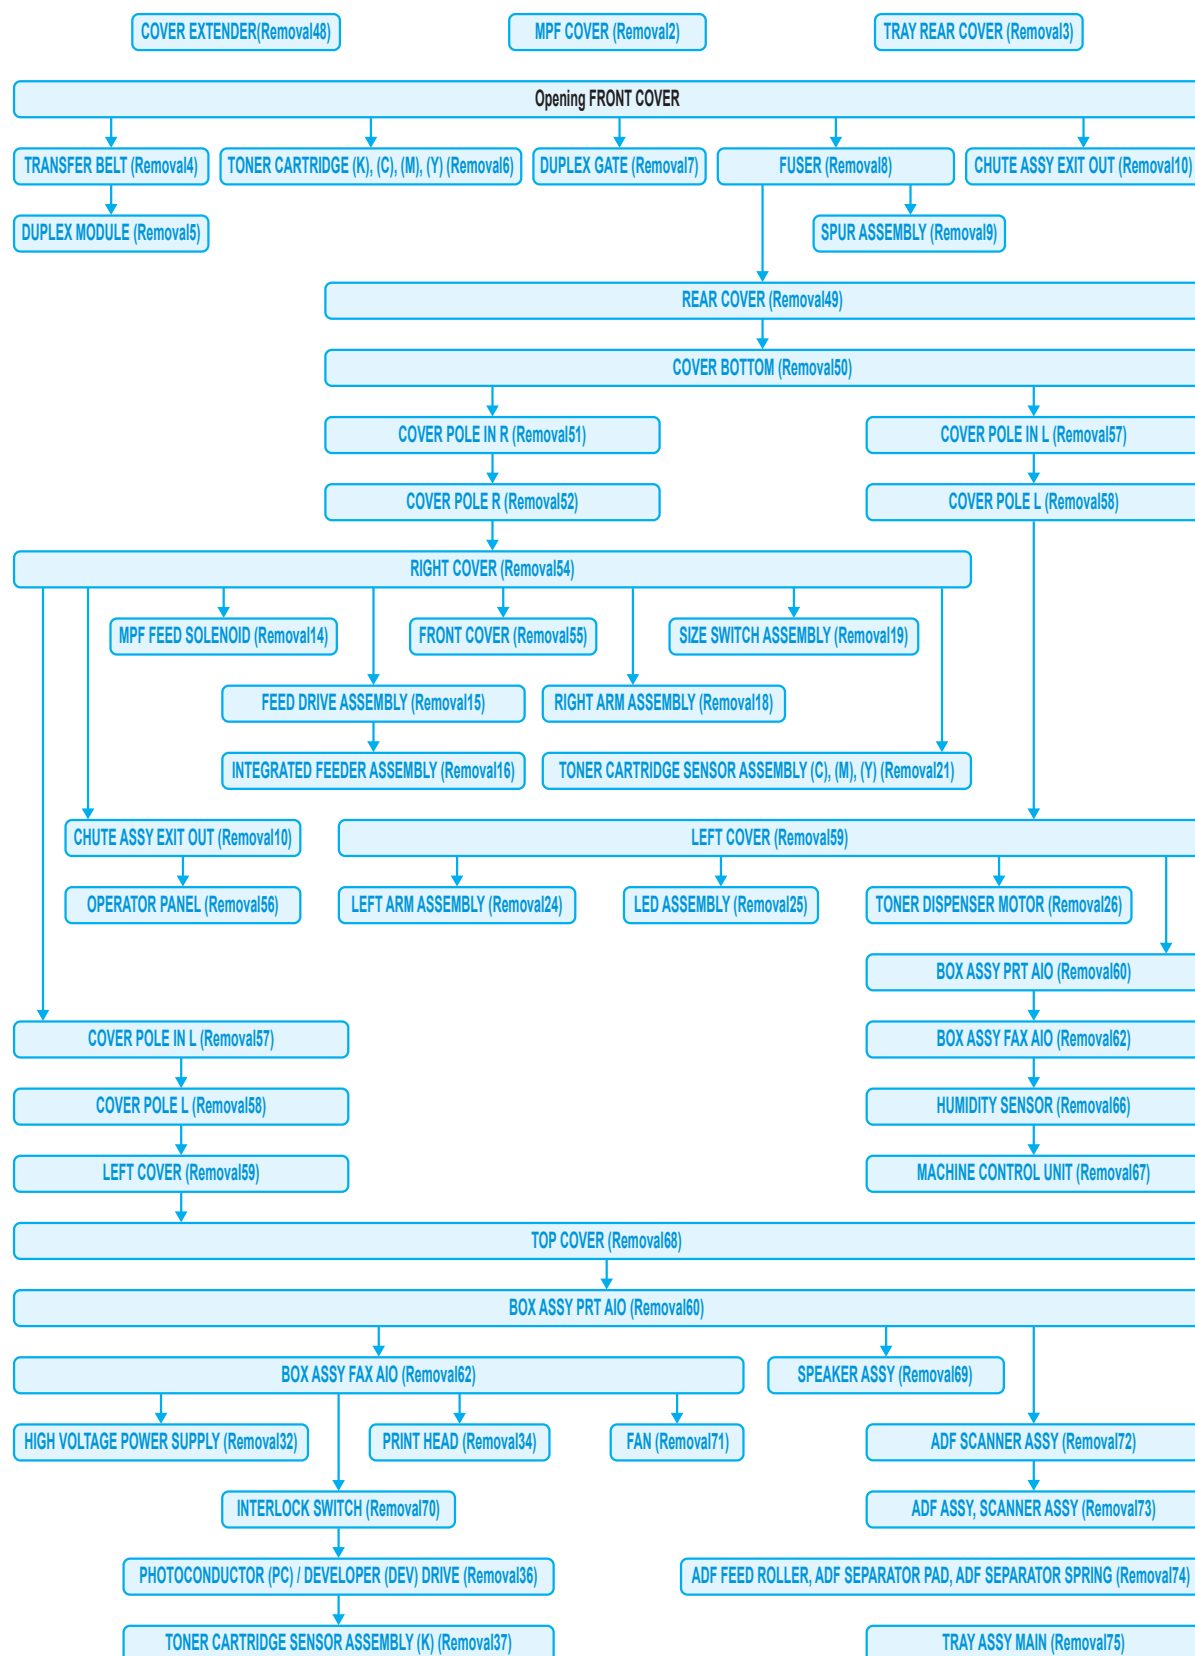 COVER EXTENDER(Removal48)
MPF COVER (Removal2)
TRAY REAR COVER (Removal3)
Opening FRONT COVER
TRANSFER BELT (Removal4)
TONER CARTRIDGE (K), (C), (M), (Y) (Removal6)
DUPLEX GATE (Removal7)
FUSER (Removal8)
CHUTE ASSY EXIT OUT (Removal10)
DUPLEX MODULE (Removal5)
SPUR ASSEMBLY (Removal9)
REAR COVER (Removal49)
COVER BOTTOM (Removal50)
COVER POLE IN R (Removal51)
COVER POLE IN L (Removal57)
COVER POLE R (Removal52)
COVER POLE L (Removal58)
RIGHT COVER (Removal54)
MPF FEED SOLENOID (Removal14)
FRONT COVER (Removal55)
SIZE SWITCH ASSEMBLY (Removal19)
FEED DRIVE ASSEMBLY (Removal15)
RIGHT ARM ASSEMBLY (Removal18)
INTEGRATED FEEDER ASSEMBLY (Removal16)
TONER CARTRIDGE SENSOR ASSEMBLY (C), (M), (Y) (Removal21)
CHUTE ASSY EXIT OUT (Removal10)
LEFT COVER (Removal59)
OPERATOR PANEL (Removal56)
LEFT ARM ASSEMBLY (Removal24)
LED ASSEMBLY (Removal25)
TONER DISPENSER MOTOR (Removal26)
BOX ASSY PRT AIO (Removal60)
COVER POLE IN L (Removal57)
BOX ASSY FAX AIO (Removal62)
COVER POLE L (Removal58)
HUMIDITY SENSOR (Removal66)
LEFT COVER (Removal59)
MACHINE CONTROL UNIT (Removal67)
TOP COVER (Removal68)
BOX ASSY PRT AIO (Removal60)
BOX ASSY FAX AIO (Removal62)
SPEAKER ASSY (Removal69)
HIGH VOLTAGE POWER SUPPLY (Removal32)
PRINT HEAD (Removal34)
FAN (Removal71)
ADF SCANNER ASSY (Removal72)
INTERLOCK SWITCH (Removal70)
ADF ASSY, SCANNER ASSY (Removal73)
PHOTOCONDUCTOR (PC) / DEVELOPER (DEV) DRIVE (Removal36)
ADF FEED ROLLER, ADF SEPARATOR PAD, ADF SEPARATOR SPRING (Removal74)
TONER CARTRIDGE SENSOR ASSEMBLY (K) (Removal37)
TRAY ASSY MAIN (Removal75)